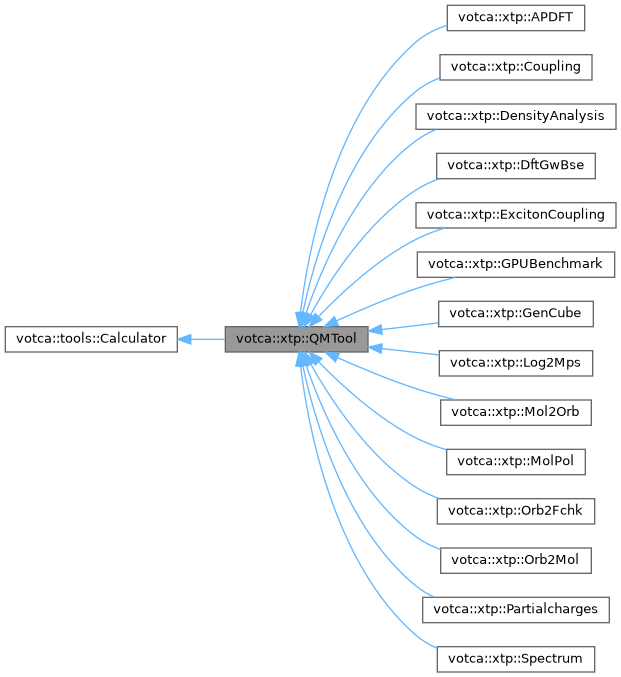 votca::tools::Calculator
votca::xtp::QMTool
votca::xtp::APDFT
votca::xtp::Coupling
votca::xtp::DensityAnalysis
votca::xtp::DftGwBse
votca::xtp::ExcitonCoupling
votca::xtp::GPUBenchmark
votca::xtp::GenCube
votca::xtp::Log2Mps
votca::xtp::Mol2Orb
votca::xtp::MolPol
votca::xtp::Orb2Fchk
votca::xtp::Orb2Mol
votca::xtp::Partialcharges
votca::xtp::Spectrum